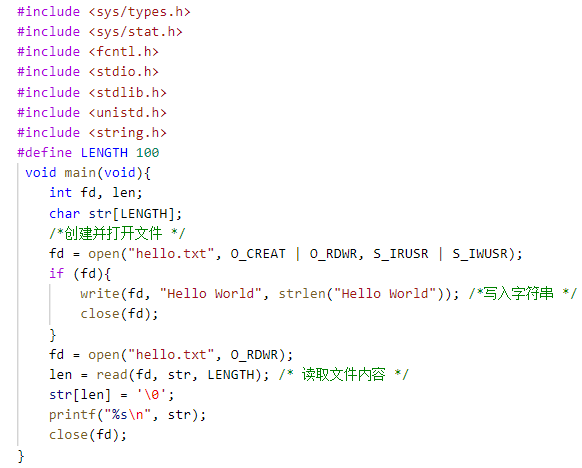 #include <sys/types.h>
#include <sys/stat.h>
#include <fcntl.h>
#include <stdio.h>
#include <stdlib.h>
#include <unistd.h>
#include <string.h>
#define LENGTH 100
void main(void){
int fd, len;
char str[LENGTH];
/*创建并打开文件 */
fd = open("hello.txt", O_CREAT | O_RDWR, S_IRUSR | S_IWUSR);
if (fd){
write(fd, "Hello World", strlen("Hello World")); /*写入字符串 */
close(fd);
}
fd = open("hello.txt", O_RDWR);
len = read(fd, str, LENGTH); /* 读取文件内容 */
str[len] = '\0';
printf("%s\n", str);
close(fd);
}